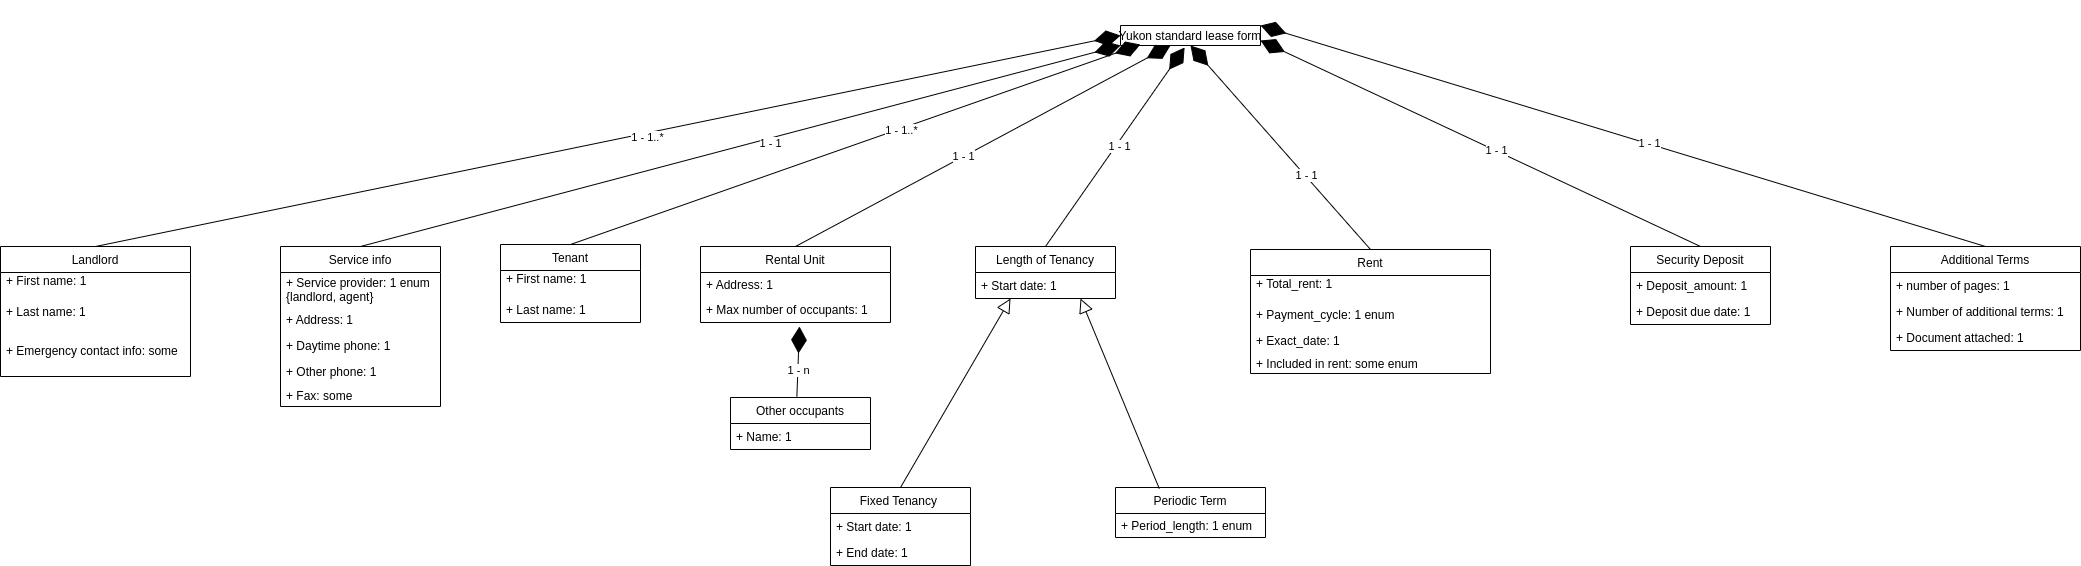 Yukon standard lease form
1 - 1..*
1 - 1
1 - 1..*
1 - 1
1 - 1
1 - 1
1 - 1
1 - 1
Landlord
+ First name: 1
+ Last name: 1
+ Emergency contact info: some
Service info
+ Service provider: 1 enum
{landlord, agent}
+ Address: 1
+ Daytime phone: 1
+ Other phone: 1
+ Fax: some
Tenant
+ First name: 1
+ Last name: 1
Rental Unit
+ Address: 1
+ Max number of occupants: 1
1 - n
Other occupants
+ Name: 1
Length of Tenancy
+ Start date: 1
Fixed Tenancy
+ Start date: 1
+ End date: 1
Periodic Term
+ Period_length: 1 enum
Rent
+ Total_rent: 1
+ Payment_cycle: 1 enum
+ Exact_date: 1
+ Included in rent: some enum
Security Deposit
+ Deposit_amount: 1
+ Deposit due date: 1
Additional Terms
+ number of pages: 1
+ Number of additional terms: 1
+ Document attached: 1